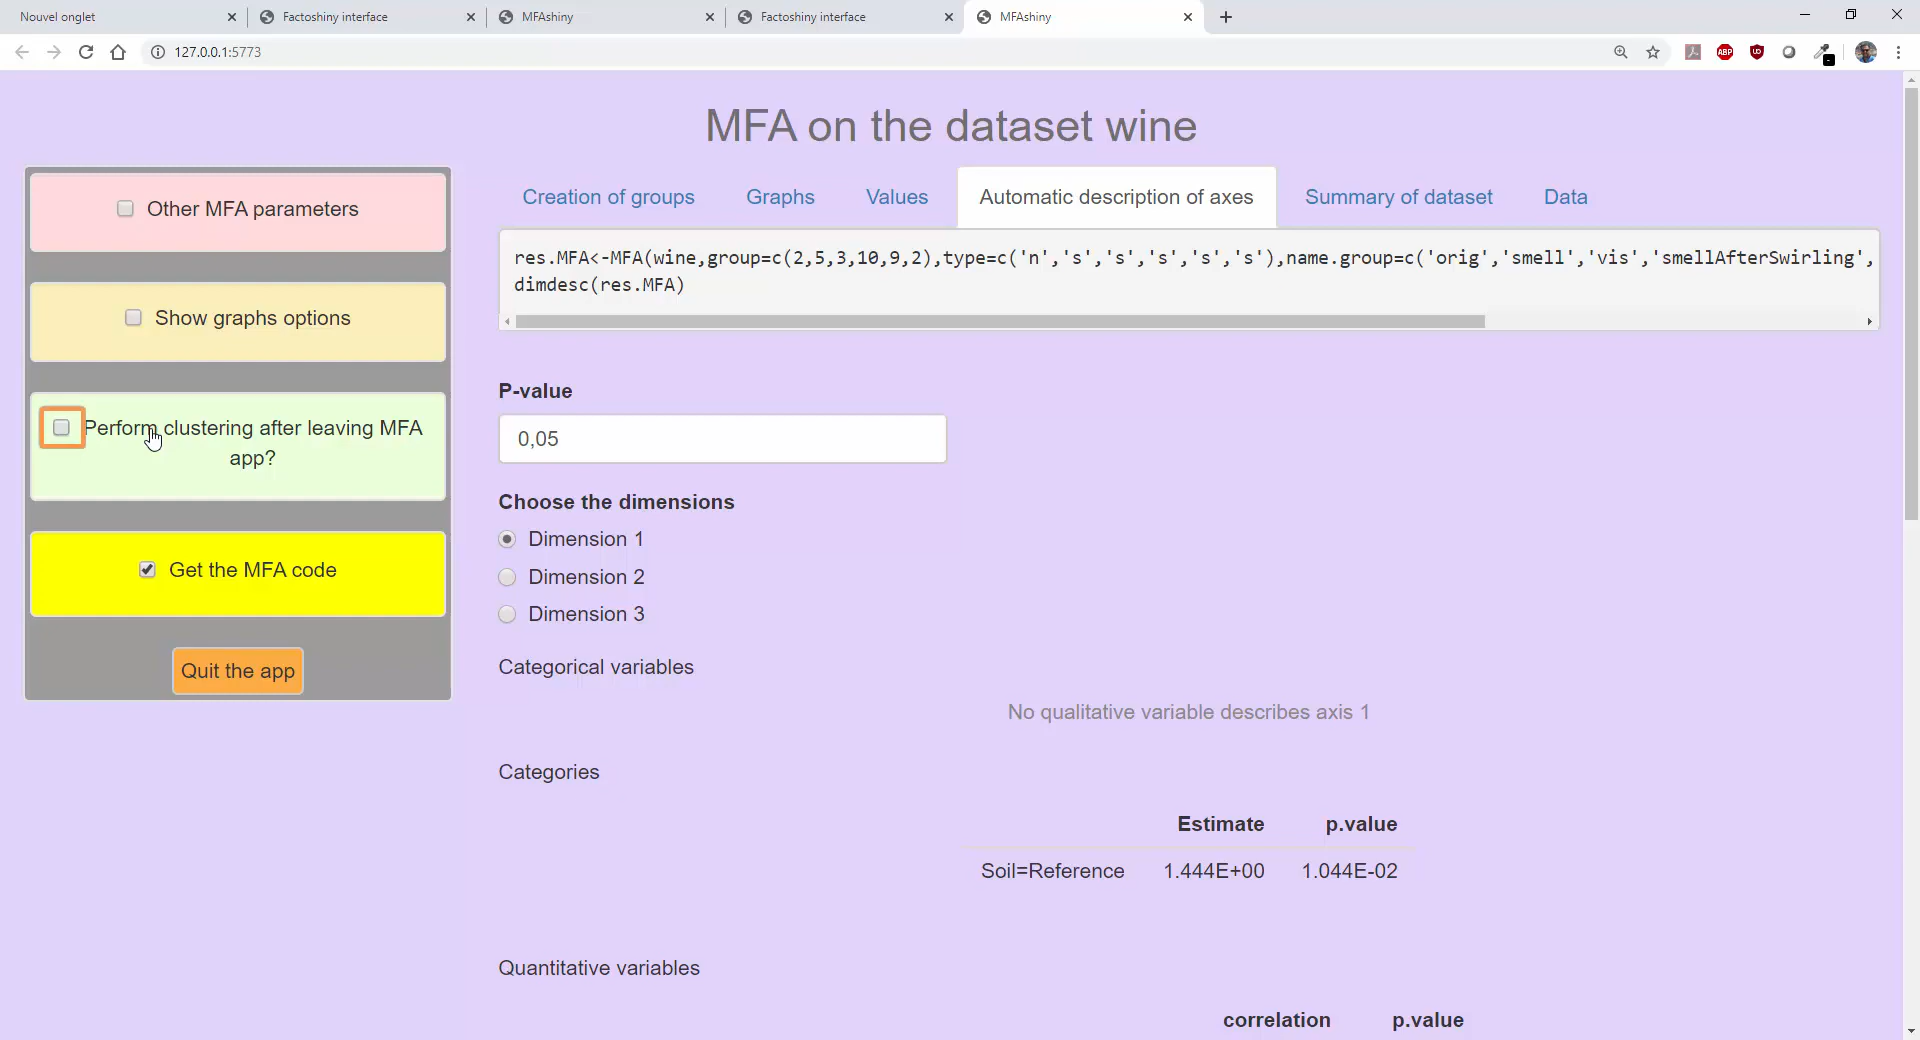 Nouvel onglet
Factoshiny interface
MFAshiny
Factoshiny interface
MFAshiny
127.0.0.1:5773
ABP
MFA on the dataset wine
Other MFA parameters
Show graphs options
Perform clustering after leaving MFA
app?
Get the MFA code
Quit the app
Creation of groups
Graphs
Values
Automatic description of axes
Summary of dataset
Data
res.MFA<-MFA(wine,group=c(2,5,3,10,9,2),type=c('n','s','s','s','s','s'),name.group=c('orig','smell','vis','smellAfterSwirling',
dimdesc(res.MFA)
P-value
0,05
Choose the dimensions
Dimension 1
Dimension 2
Dimension 3
Categorical variables
No qualitative variable describes axis 1
Categories
Estimate p.value
Soil=Reference 1.444E+00 1.044E-02
Quantitative variables
correlation p.value